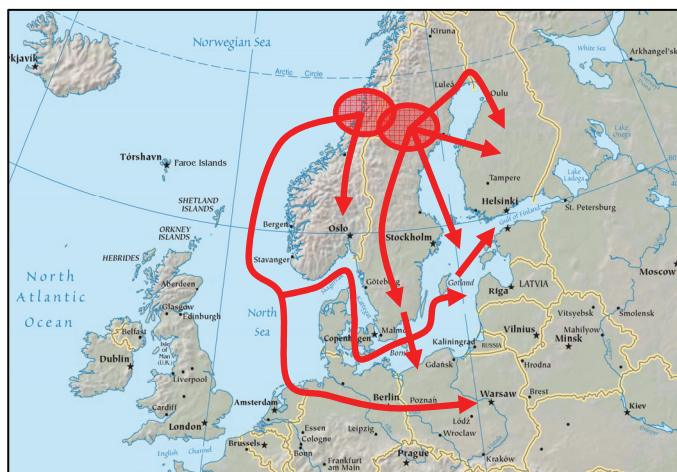 Norwegian Sea
Kiruna
White Sea
Arkhangel'sk
ykjavík
Arctic Circle
Luleå
Oulu
Lake
Onega
Tórshavn
Faroe Islands
Lake
Ladoga
Tampere
Helsinki
Gulf of Finland
St. Petersburg
60
40
SHETLAND
ISLANDS
Bergen
Oslo
Stockholm
ORKNEY
ISLANDS
Stavanger
HEBRIDES
Moscow
North
Atlantic
Ocean
Aberdeen
Göteborg
Gotland
Riga
LATVIA
North
Sea
Glasgow
Edinburgh
Belfast
Isle of
Man
(U.K.)
Copenhagen
Malmö
Born
Kaliningrad
RUSSIA
Vilnius
Vitsyebsk
Smolensk
Mahilyow
Minsk
Dublin
Liverpool
Gdańsk
Hrodna
Cardiff
London
Amsterdam
Berlin
Poznań
Warsaw
Brest
Kiev
Łódź
Essen
Cologne
Bonn
Leipzig
Wrocław
Brussels
English Channel
Frankfurt
am Main
Prague
Kraków